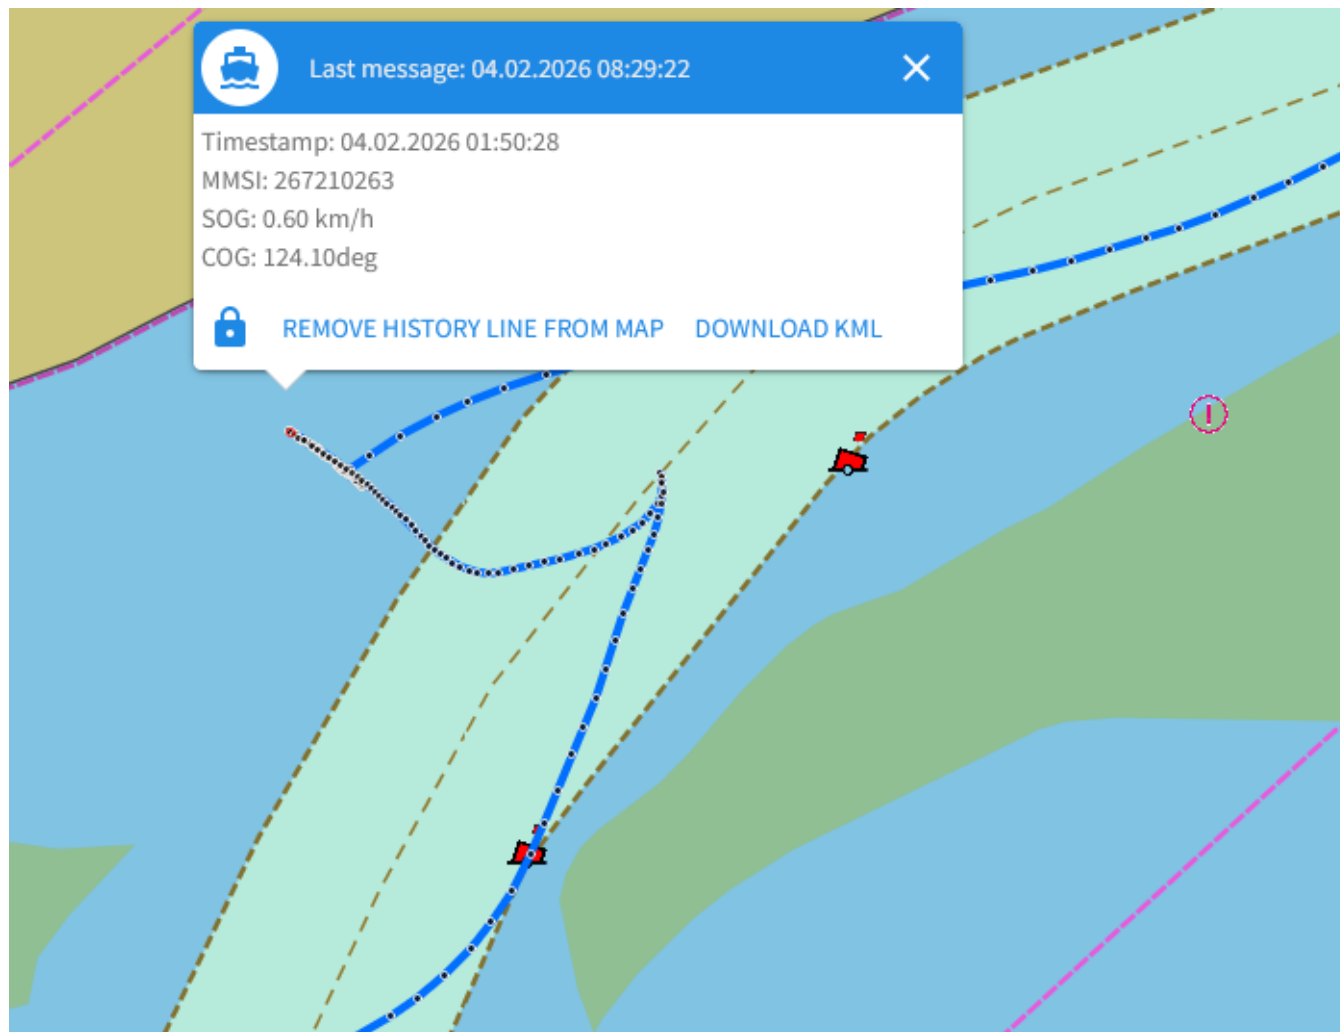 Last message: 04.02.2026 08:29:22
Timestamp: 04.02.2026 01:50:28
MMSI: 267210263
SOG: 0.60 km/h
COG: 124.10deg
REMOVE HISTORY LINE FROM MAP DOWNLOAD KML